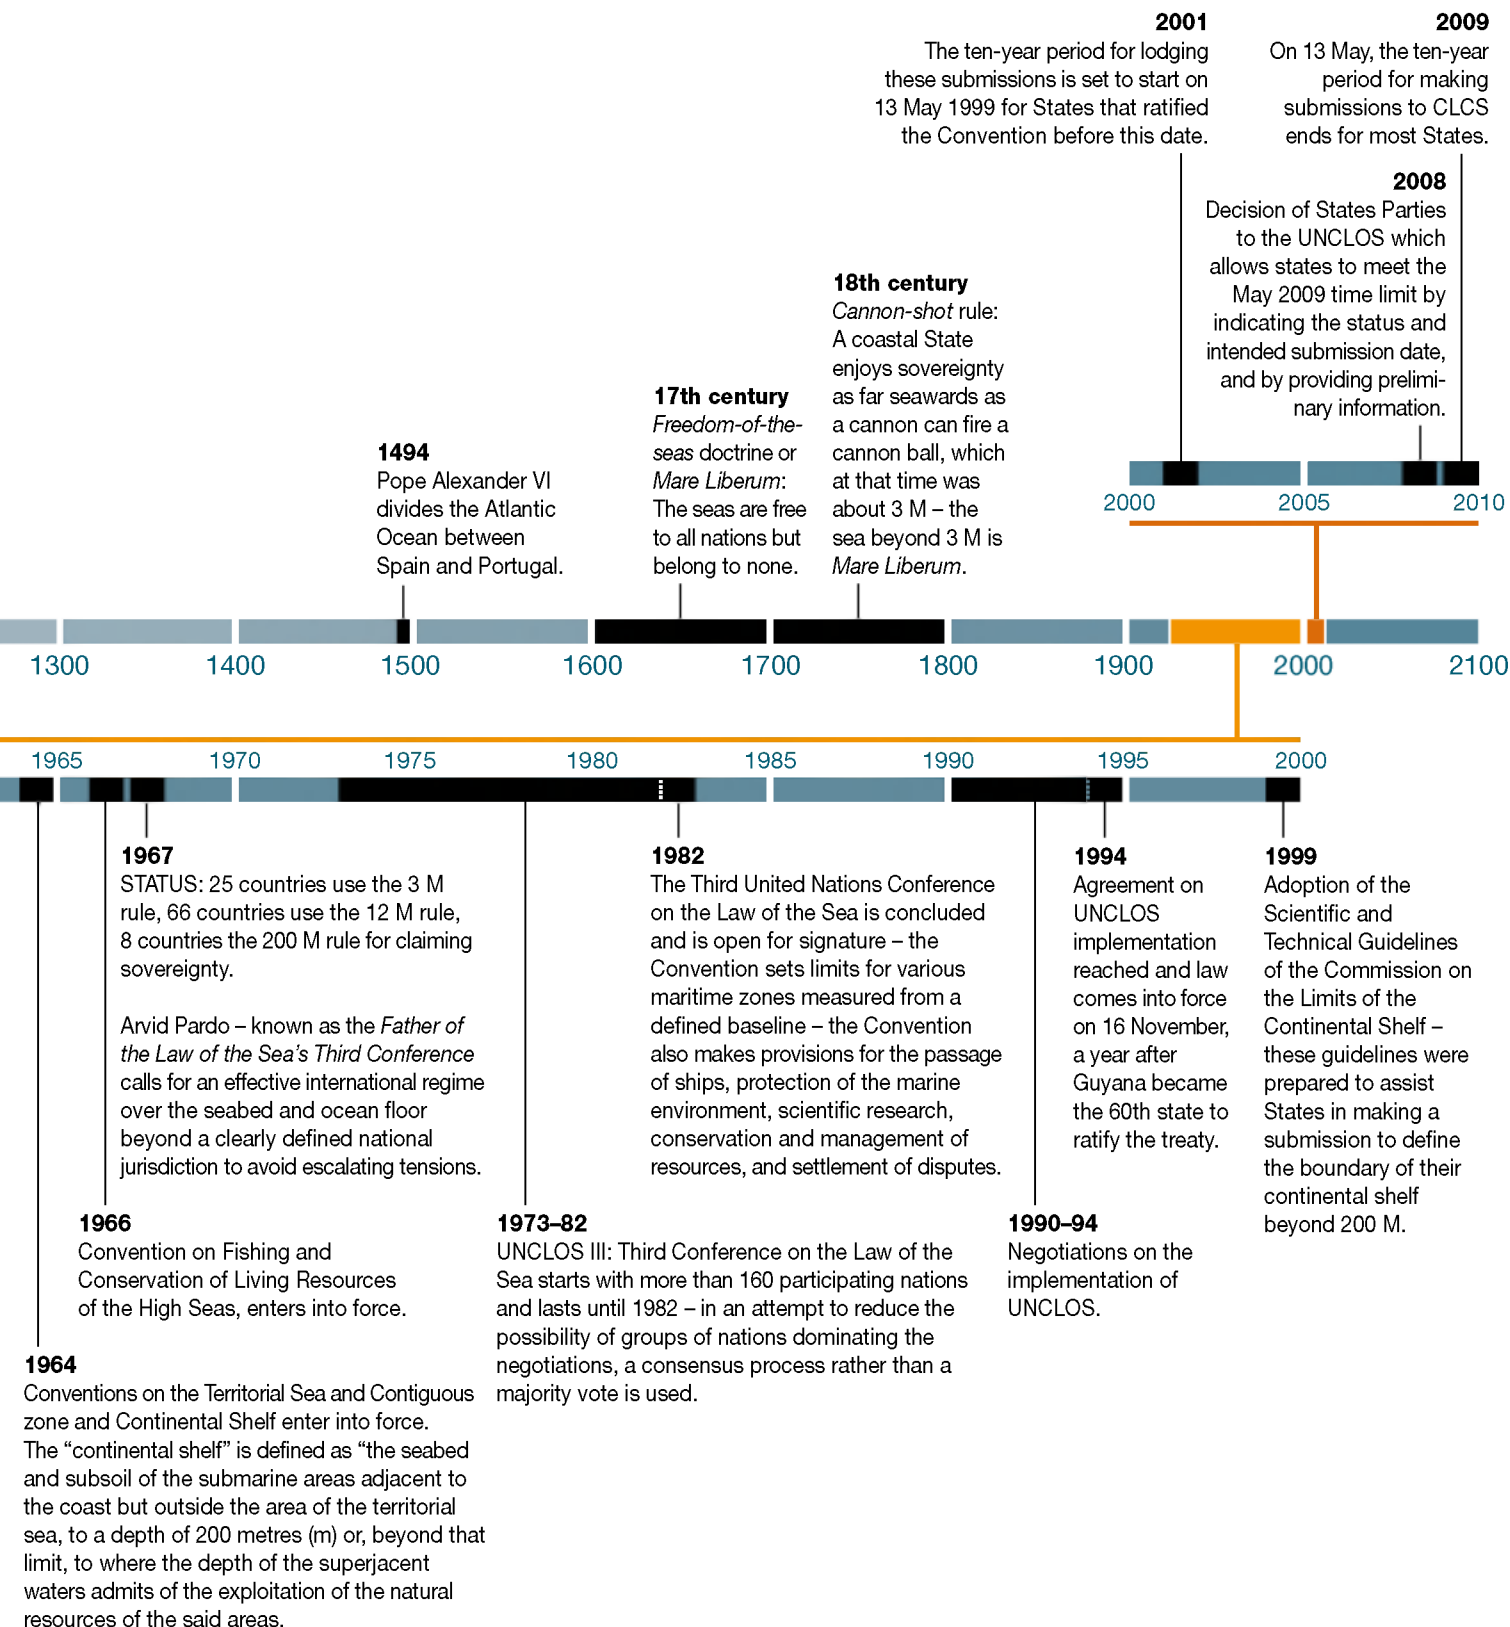 2001
The ten-year period for lodging
these submissions is set to start on
13 May 1999 for States that ratified
the Convention before this date.
2009
On 13 May, the ten-year
period for making
submissions to CLCS
ends for most States.
2008
Decision of States Parties
to the UNCLOS which
allows states to meet the
May 2009 time limit by
indicating the status and
intended submission date,
and by providing prelimi-
nary information.
18th century
Cannon-shot rule:
A coastal State
enjoys sovereignty
as far seawards as
a cannon can fire a
cannon ball, which
at that time was
about 3 M – the
sea beyond 3 M is
Mare Liberum.
17th century
Freedom-of-the-
seas doctrine or
Mare Liberum:
The seas are free
to all nations but
belong to none.
1494
Pope Alexander VI
divides the Atlantic
Ocean between
Spain and Portugal.
2000 2005 2010
1300 1400 1500 1600 1700 1800 1900 2000 2100
1965 1970 1975 1980 1985 1990 1995 2000
1967
STATUS: 25 countries use the 3 M
rule, 66 countries use the 12 M rule,
8 countries the 200 M rule for claiming
sovereignty.
Arvid Pardo – known as the Father of
the Law of the Sea's Third Conference
calls for an effective international regime
over the seabed and ocean floor
beyond a clearly defined national
jurisdiction to avoid escalating tensions.
1982
The Third United Nations Conference
on the Law of the Sea is concluded
and is open for signature – the
Convention sets limits for various
maritime zones measured from a
defined baseline – the Convention
also makes provisions for the passage
of ships, protection of the marine
environment, scientific research,
conservation and management of
resources, and settlement of disputes.
1994
Agreement on
UNCLOS
implementation
reached and law
comes into force
on 16 November,
a year after
Guyana became
the 60th state to
ratify the treaty.
1999
Adoption of the
Scientific and
Technical Guidelines
of the Commission on
the Limits of the
Continental Shelf –
these guidelines were
prepared to assist
States in making a
submission to define
the boundary of their
continental shelf
beyond 200 M.
1966
Convention on Fishing and
Conservation of Living Resources
of the High Seas, enters into force.
1973–82
UNCLOS III: Third Conference on the Law of the
Sea starts with more than 160 participating nations
and lasts until 1982 – in an attempt to reduce the
possibility of groups of nations dominating the
negotiations, a consensus process rather than a
majority vote is used.
1990–94
Negotiations on the
implementation of
UNCLOS.
1964
Conventions on the Territorial Sea and Contiguous
zone and Continental Shelf enter into force.
The “continental shelf” is defined as “the seabed
and subsoil of the submarine areas adjacent to
the coast but outside the area of the territorial
sea, to a depth of 200 metres (m) or, beyond that
limit, to where the depth of the superjacent
waters admits of the exploitation of the natural
resources of the said areas.